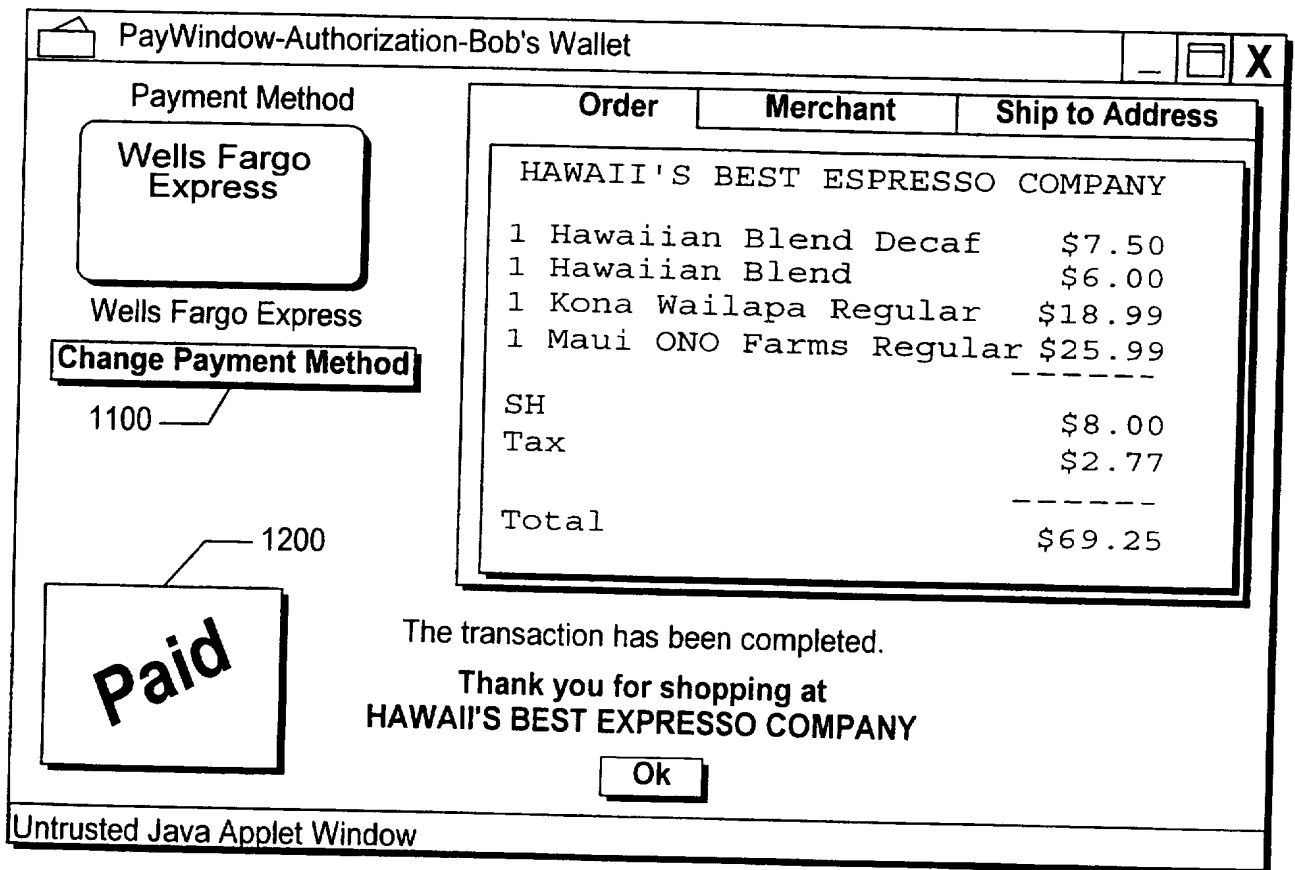 PayWindow-Authorization-Bob's Wallet
_ X
Payment Method
Wells Fargo
Express
Wells Fargo Express
Change Payment Method
1100
1200
Paid
Order Merchant Ship to Address
HAWAII'S BEST ESPRESSO COMPANY
1 Hawaiian Blend Decaf $7.50
1 Hawaiian Blend $6.00
1 Kona Wailapa Regular $18.99
1 Maui ONO Farms Regular $25.99
------
SH $8.00
Tax $2.77
------
Total $69.25
The transaction has been completed.
Thank you for shopping at
HAWAII'S BEST EXPRESSO COMPANY
Ok
Untrusted Java Applet Window